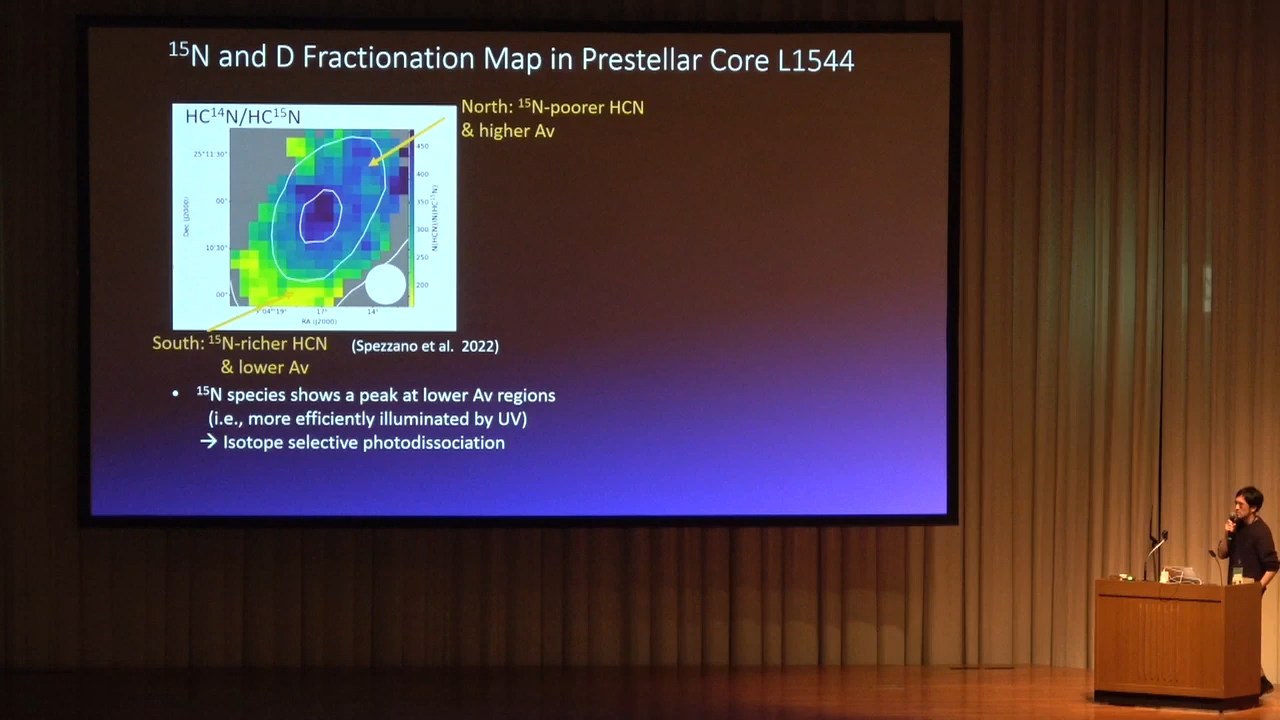 ¹⁵N and D Fractionation Map in Prestellar Core L1544
HC¹⁴N/HC¹⁵N
North: ¹⁵N-poorer HCN
& higher Av
25°11'30"
00"
10'30"
00"
Dec (J2000)
17ˢ
14ˢ
RA (J2000)
450
400
350
300
250
200
N(HCN)/N(HC¹⁵N)
South: ¹⁵N-richer HCN
& lower Av
(Spezzano et al. 2022)
• ¹⁵N species shows a peak at lower Av regions
(i.e., more efficiently illuminated by UV)
→ Isotope selective photodissociation